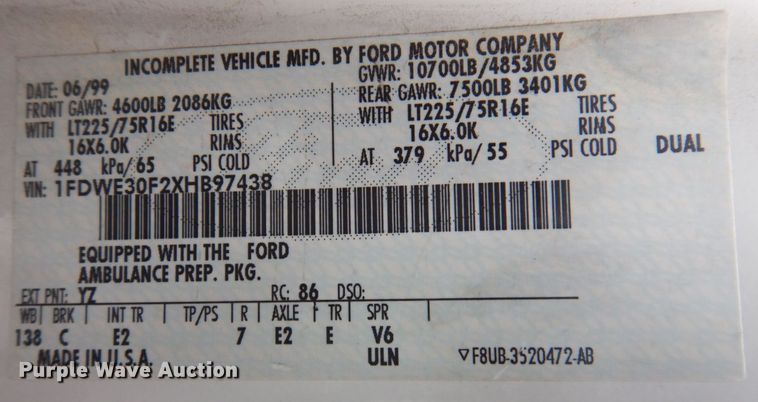 INCOMPLETE VEHICLE MFD. BY FORD MOTOR COMPANY
DATE: 06/99 GVWR: 10700LB/4853KG
FRONT GAWR: 4600LB 2086KG REAR GAWR: 7500LB 3401KG
WITH LT225/75R16E TIRES WITH LT225/75R16E TIRES
16X6.0K RIMS 16X6.0K RIMS
AT 448 kPa/65 PSI COLD AT 379 kPa/55 PSI COLD DUAL
VIN: 1FDWE30F2XHB97438
EQUIPPED WITH THE FORD
AMBULANCE PREP. PKG.
EXT PNT: YZ RC: 86 DSO:
WB BRK INT TR TP/PS R AXLE TR SPR
138 C E2 7 E2 E V6
MADE IN U.S.A. ULN F8UB-3520472-AB
Purple Wave Auction